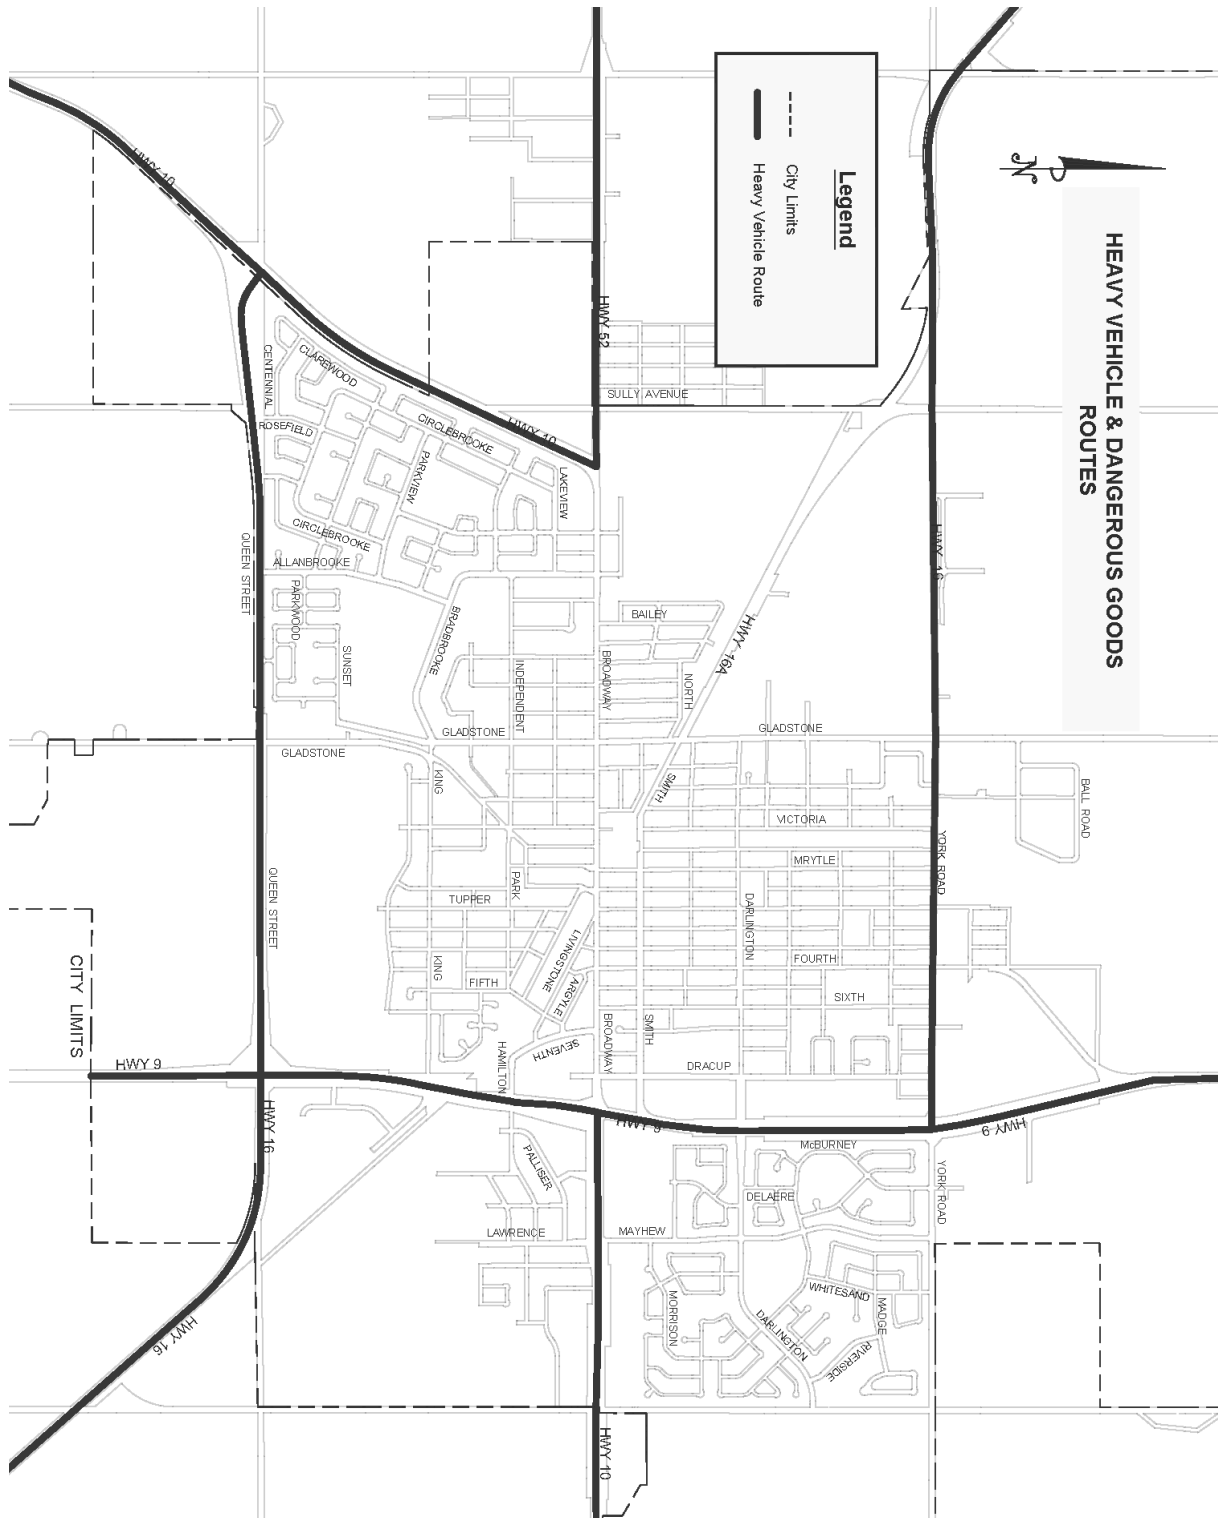 HEAVY VEHICLE & DANGEROUS GOODS
ROUTES
N
Legend
City Limits
Heavy Vehicle Route
HWY 10
HWY 52
SULLY AVENUE
CENTENNIAL
CLAREWOOD
ROSEFIELD
CIRCLEBROOKE
HWY 10
PARKVIEW
LAKEVIEW
CIRCLEBROOKE
ALLANBROOKE
QUEEN STREET
PARKWOOD
SUNSET
BRADBROOKE
INDEPENDENT
BAILEY
BROADWAY
NORTH
HWY 16A
HWY 16
GLADSTONE
GLADSTONE
GLADSTONE
KING
SMITH
VICTORIA
BALL ROAD
MRYTLE
YORK ROAD
PARK
TUPPER
DARLINGTON
QUEEN STREET
LIVINGSTONE
FOURTH
KING
FIFTH
ARGYLE
SIXTH
CITY LIMITS
HWY 9
HAMILTON
SEVENTH
BROADWAY
SMITH
DRACUP
HWY 16
HWY 9
HWY 9
McBURNEY
PALLISER
DELAERE
YORK ROAD
LAWRENCE
MAYHEW
WHITESAND
MADGE
MORRISON
DARLINGTON
RIVERSIDE
HWY 16
HWY 10